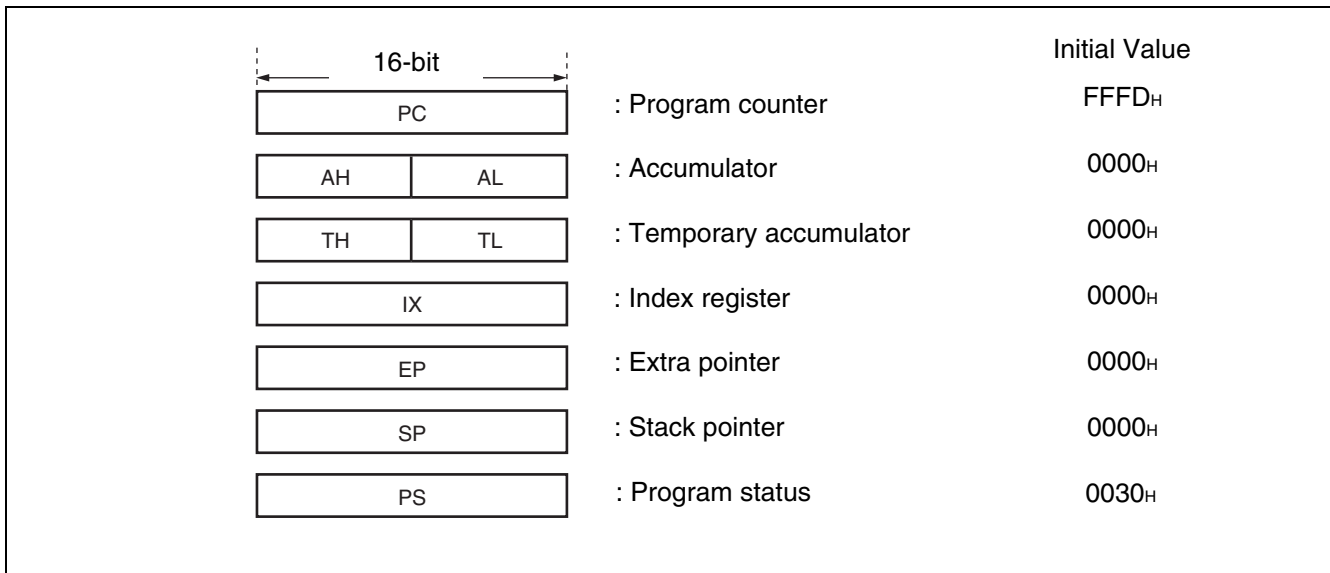 16-bit
Initial Value
PC : Program counter FFFDH
AH AL : Accumulator 0000H
TH TL : Temporary accumulator 0000H
IX : Index register 0000H
EP : Extra pointer 0000H
SP : Stack pointer 0000H
PS : Program status 0030H